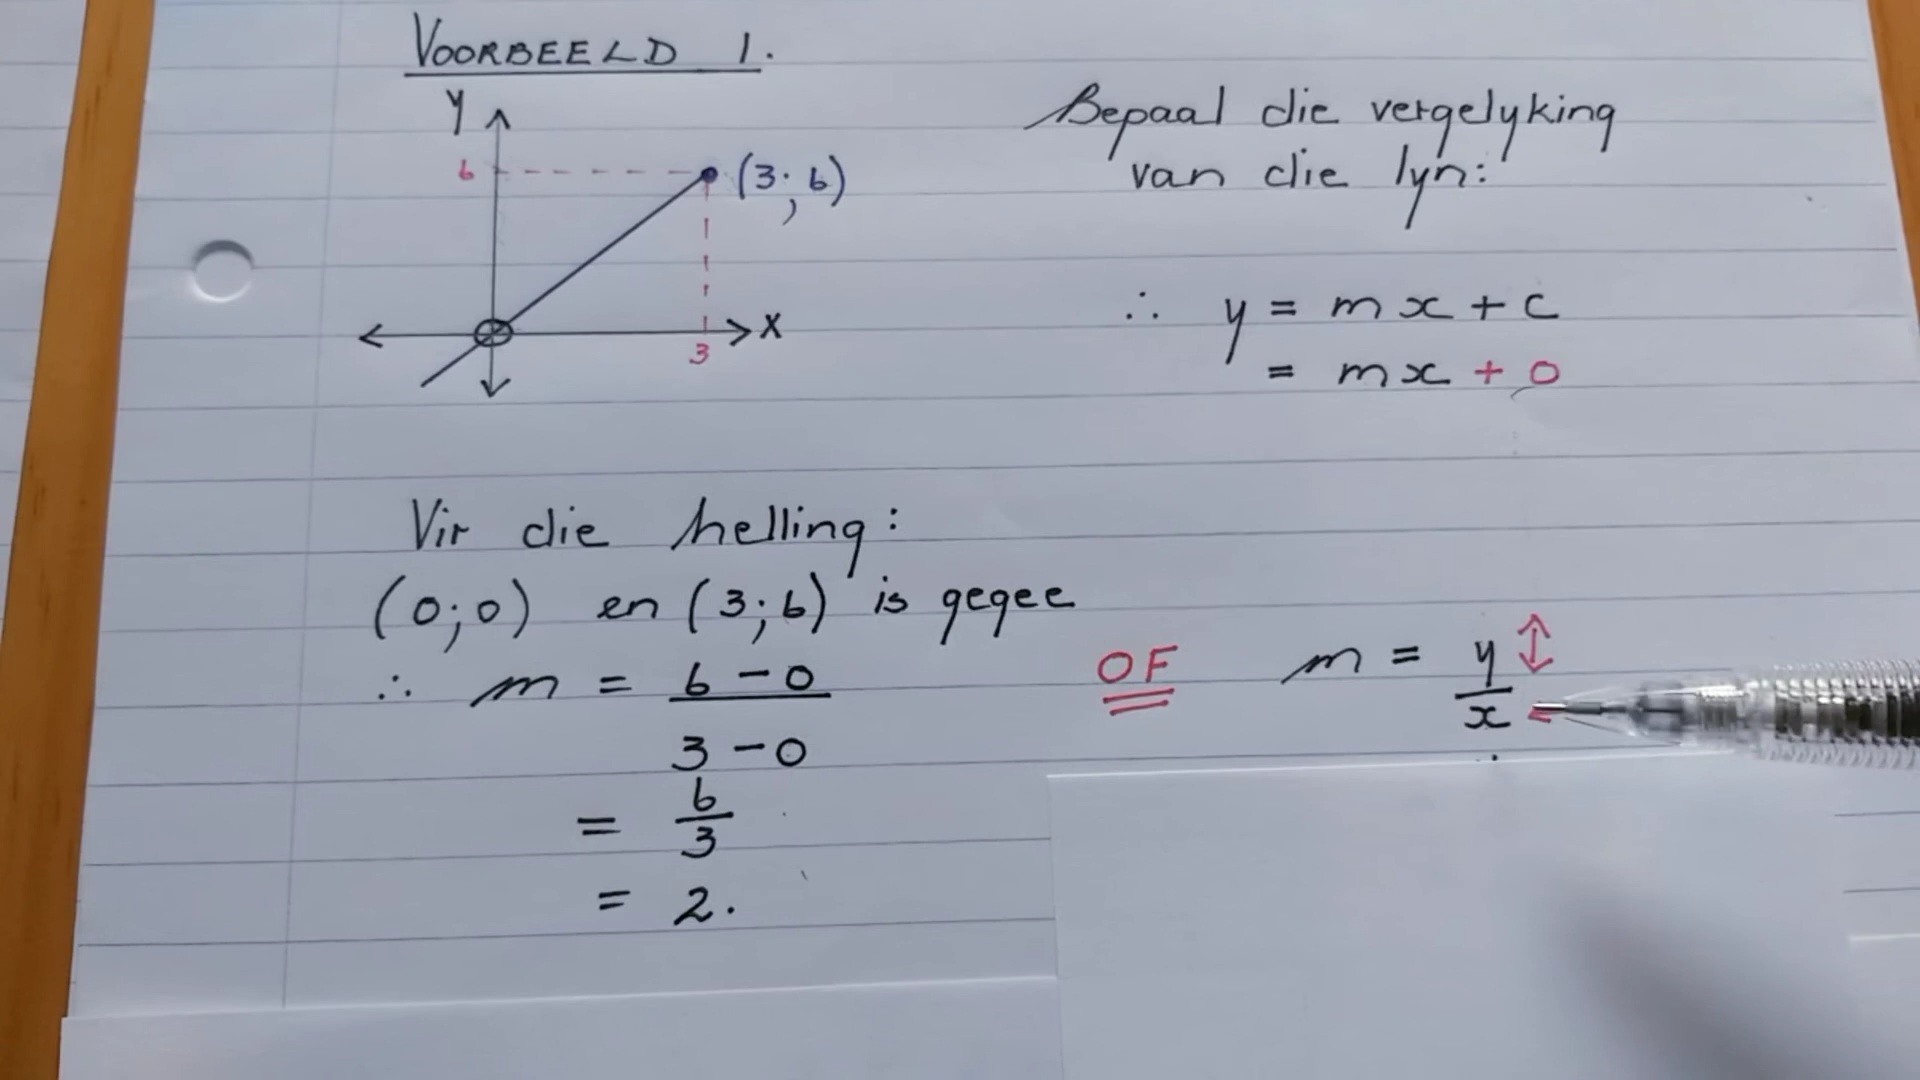 VOORBEELD 1.
Y
6
(3; 6)
X
3
Bepaal die vergelyking
van die lyn:
∴ y = mx + c
= mx + 0
Vir die helling:
(0;0) en (3;6) is gegee
∴ m = 6 - 0
3 - 0
= 6
3
= 2.
OF
m = y
x